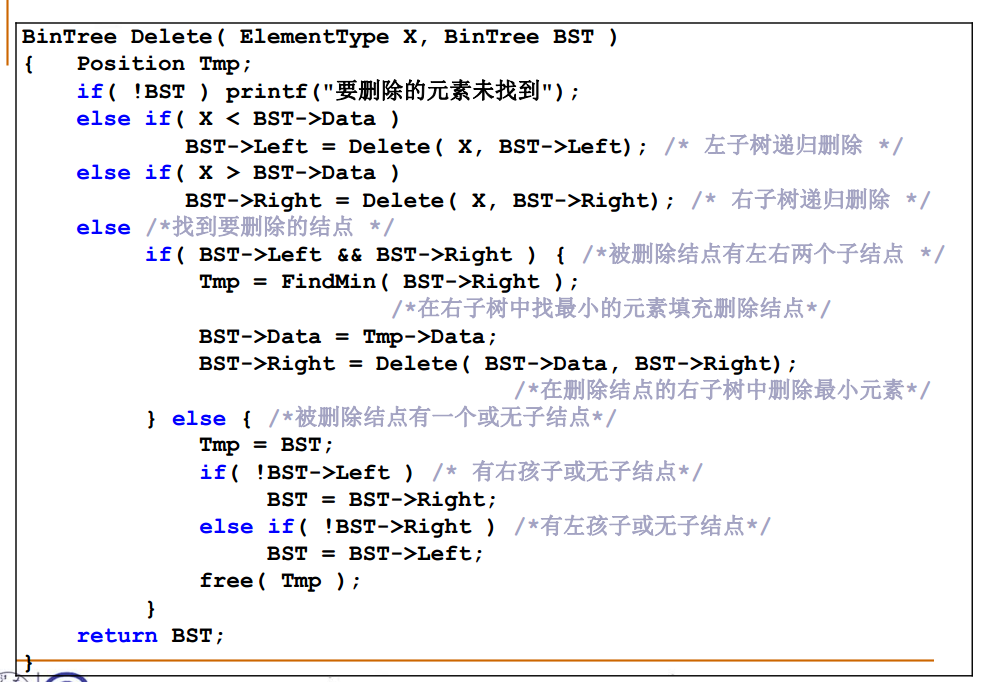 BinTree Delete( ElementType X, BinTree BST )
{ Position Tmp;
if( !BST ) printf("要删除的元素未找到");
else if( X < BST->Data )
BST->Left = Delete( X, BST->Left); /* 左子树递归删除 */
else if( X > BST->Data )
BST->Right = Delete( X, BST->Right); /* 右子树递归删除 */
else /*找到要删除的结点 */
if( BST->Left && BST->Right ) { /*被删除结点有左右两个子结点 */
Tmp = FindMin( BST->Right );
/*在右子树中找最小的元素填充删除结点*/
BST->Data = Tmp->Data;
BST->Right = Delete( BST->Data, BST->Right);
/*在删除结点的右子树中删除最小元素*/
} else { /*被删除结点有一个或无子结点*/
Tmp = BST;
if( !BST->Left ) /* 有右孩子或无子结点*/
BST = BST->Right;
else if( !BST->Right ) /*有左孩子或无子结点*/
BST = BST->Left;
free( Tmp );
}
return BST;
}